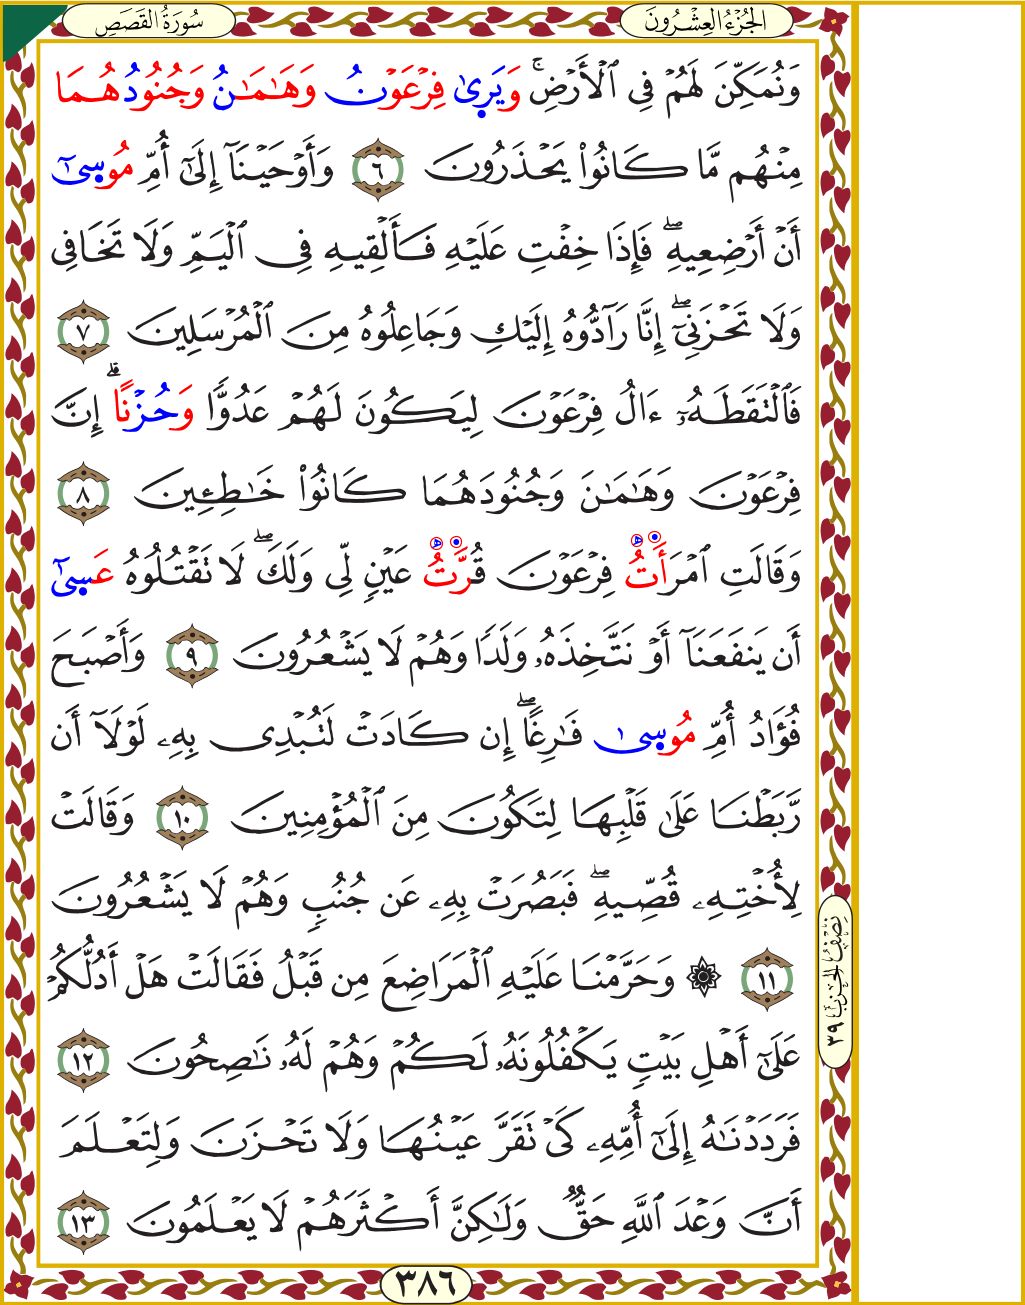 سُورَةُ القَصَصِ
الجُزْءُ العِشْرُونَ
وَنُمَكِّنَ لَهُمْ فِي ٱلْأَرْضِۚ وَيَرِىٰ فِرْعَوْنُ وَهَٰمَٰنُ وَجُنُودُهُمَا
مِنْهُم مَّا كَانُوا۟ يَحْذَرُونَ ٦ وَأَوْحَيْنَآ إِلَىٰٓ أُمِّ مُوسِىٰٓ
أَنْ أَرْضِعِيهِۖ فَإِذَا خِفْتِ عَلَيْهِ فَأَلْقِيهِ فِي ٱلْيَمِّ وَلَا تَخَافِي
وَلَا تَحْزَنِيٓۖ إِنَّا رَآدُّوهُ إِلَيْكِ وَجَاعِلُوهُ مِنَ ٱلْمُرْسَلِينَ ٧
فَٱلْتَقَطَهُۥٓ ءَالُ فِرْعَوْنَ لِيَكُونَ لَهُمْ عَدُوًّا وَحُزْنًاۗ إِنَّ
فِرْعَوْنَ وَهَٰمَٰنَ وَجُنُودَهُمَا كَانُوا۟ خَٰطِـِٔينَ ٨
وَقَالَتِ ٱمْرَأَتُ فِرْعَوْنَ قُرَّتُ عَيْنٍ لِّي وَلَكَۖ لَا تَقْتُلُوهُ عَسِىٰٓ
أَن يَنفَعَنَآ أَوْ نَتَّخِذَهُۥ وَلَدًا وَهُمْ لَا يَشْعُرُونَ ٩ وَأَصْبَحَ
فُؤَادُ أُمِّ مُوسِىٰ فَٰرِغًاۖ إِن كَادَتْ لَتُبْدِي بِهِۦ لَوْلَآ أَن
رَّبَطْنَا عَلَىٰ قَلْبِهَا لِتَكُونَ مِنَ ٱلْمُؤْمِنِينَ ١٠ وَقَالَتْ
لِأُخْتِهِۦ قُصِّيهِۖ فَبَصُرَتْ بِهِۦ عَن جُنُبٍ وَهُمْ لَا يَشْعُرُونَ
١١ ۞ وَحَرَّمْنَا عَلَيْهِ ٱلْمَرَاضِعَ مِن قَبْلُ فَقَالَتْ هَلْ أَدُلُّكُمْ
عَلَىٰٓ أَهْلِ بَيْتٍ يَكْفُلُونَهُۥ لَكُمْ وَهُمْ لَهُۥ نَٰصِحُونَ ١٢
فَرَدَدْنَٰهُ إِلَىٰٓ أُمِّهِۦ كَيْ تَقَرَّ عَيْنُهَا وَلَا تَحْزَنَ وَلِتَعْلَمَ
أَنَّ وَعْدَ ٱللَّهِ حَقٌّ وَلَٰكِنَّ أَكْثَرَهُمْ لَا يَعْلَمُونَ ١٣
نِصْفُ الحِزْبِ ٣٩
٣٨٦